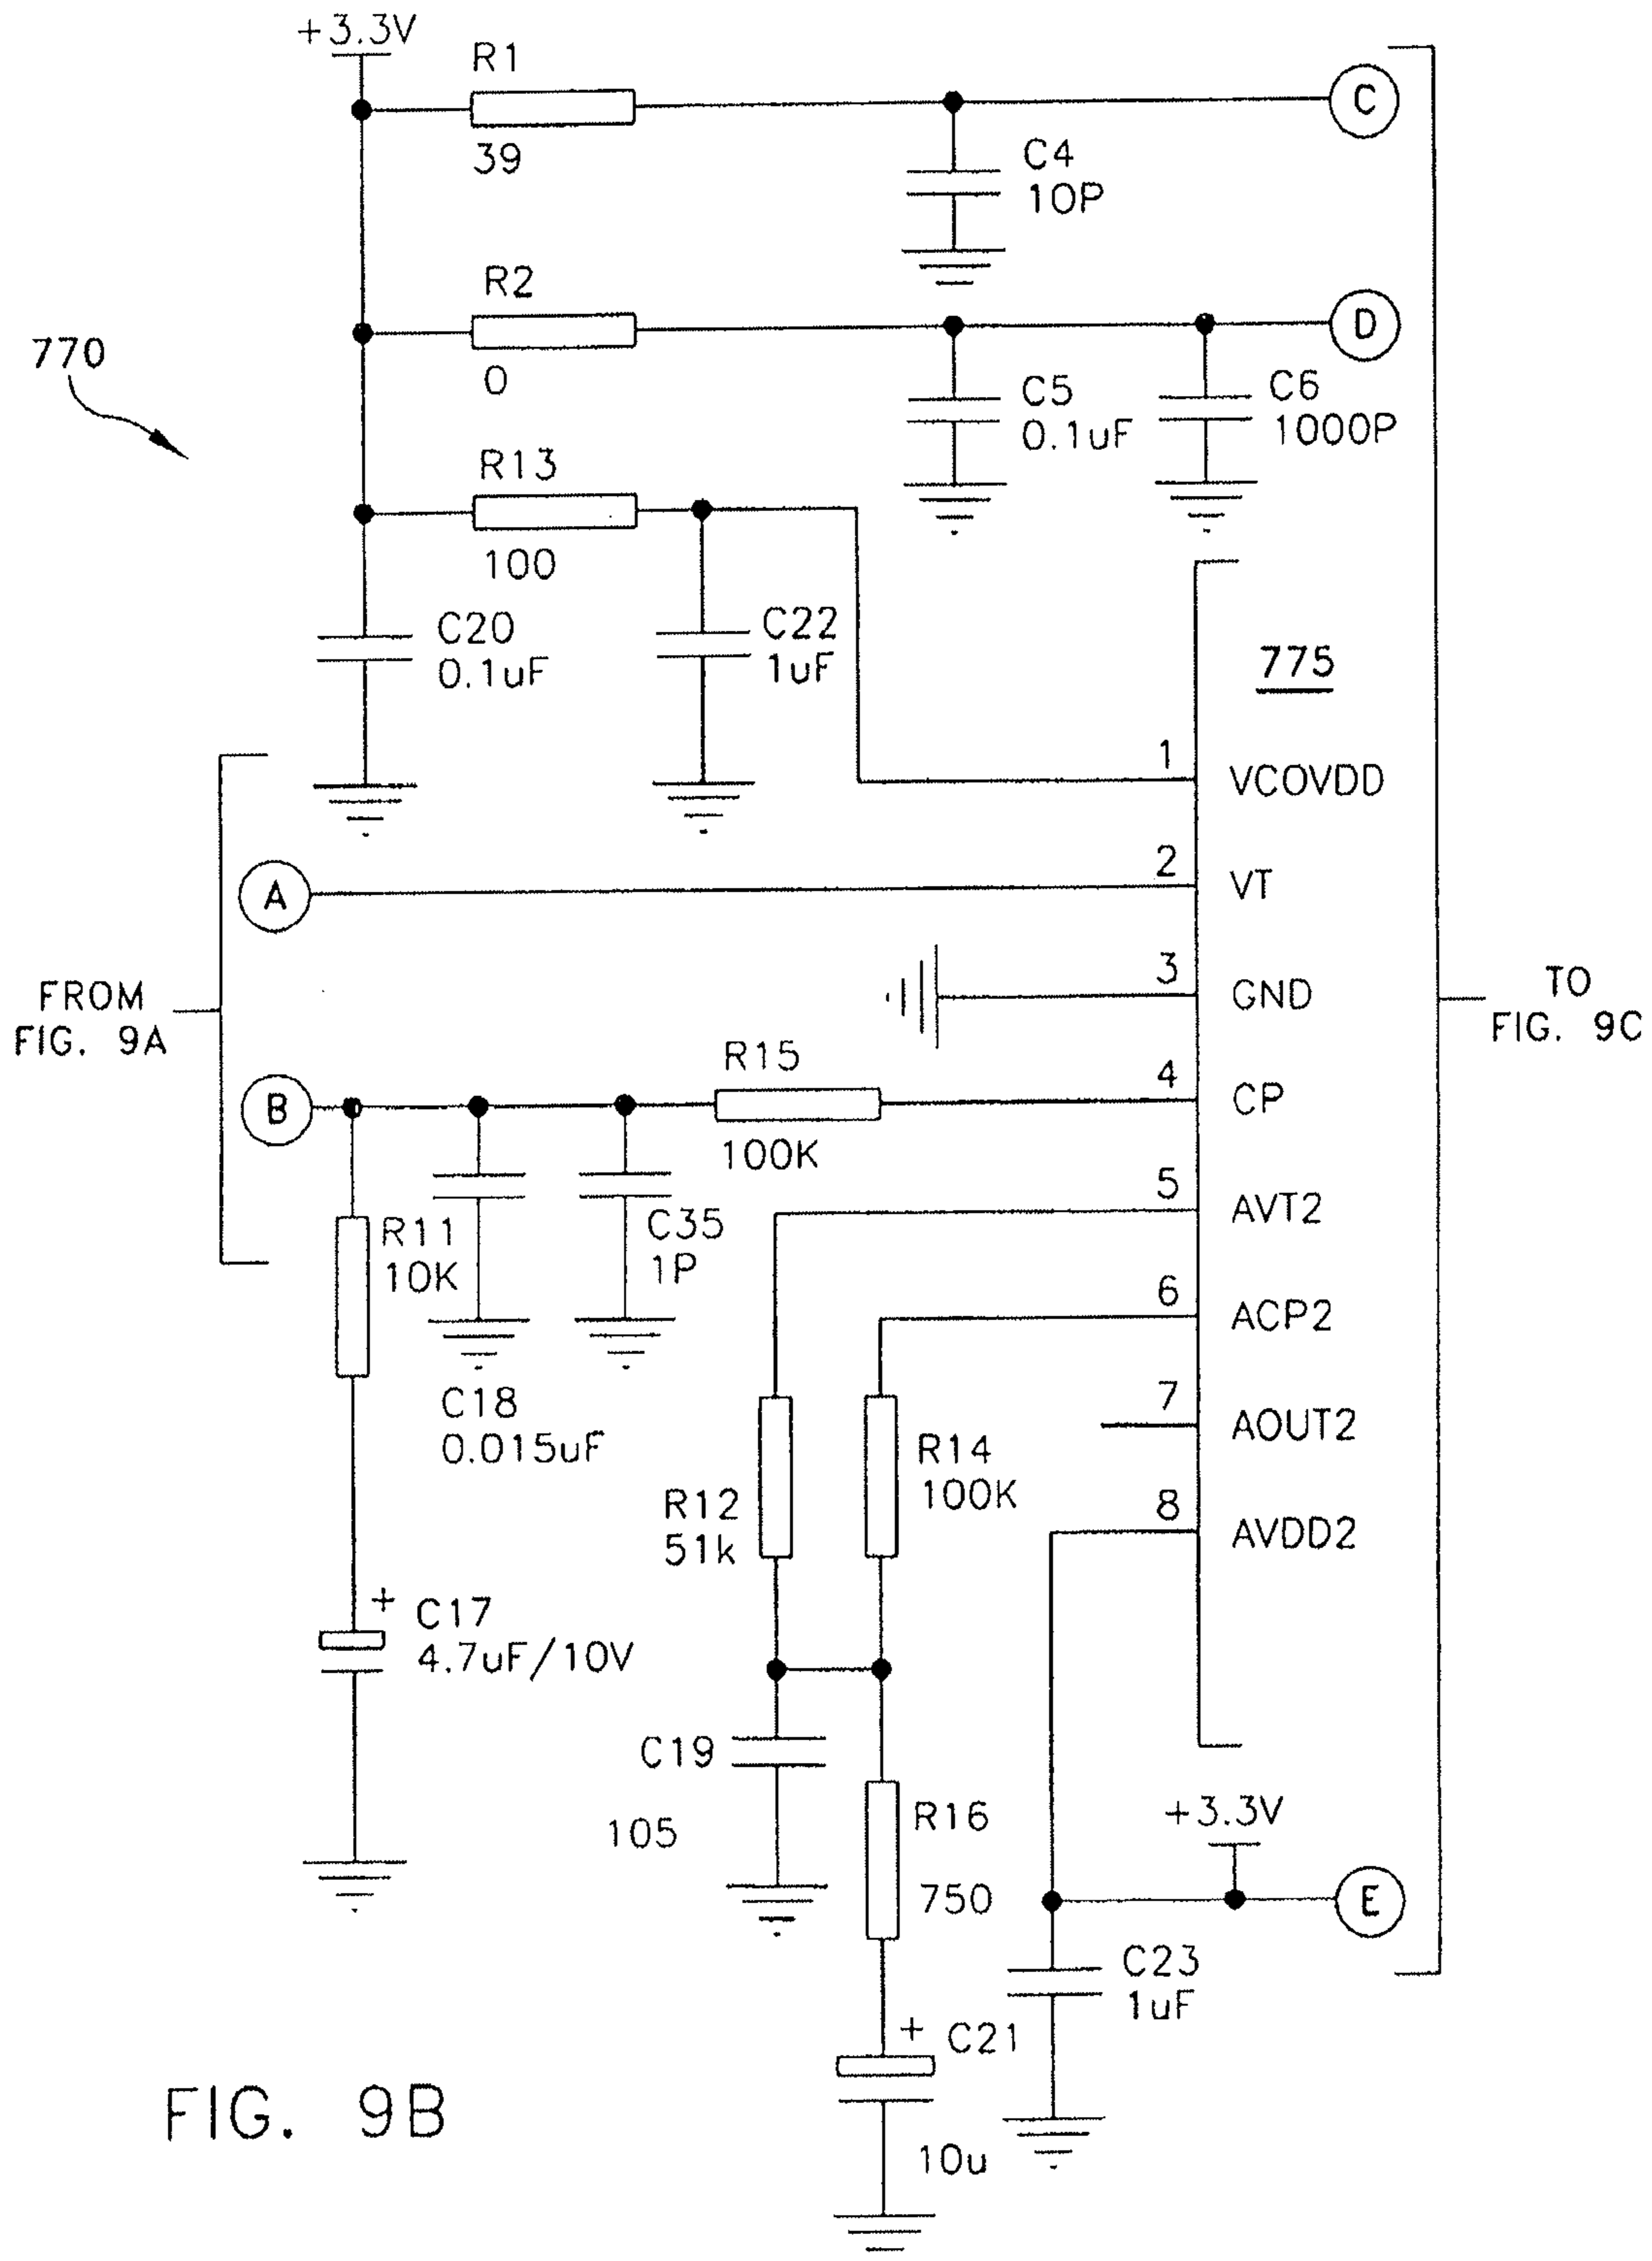 +3.3V
R1
39
C
C4
10P
R2
0
D
770
C5
0.1uF
C6
1000P
R13
100
C20
0.1uF
C22
1uF
775
1
VCOVDD
A
2
VT
3
GND
FROM
FIG. 9A
TO
FIG. 9C
B
R15
100K
4
CP
R11
10K
C35
1P
5
AVT2
6
ACP2
C18
0.015uF
7
AOUT2
R14
100K
R12
51k
8
AVDD2
+
C17
4.7uF/10V
C19
105
R16
750
+3.3V
E
C23
1uF
+
C21
10u
FIG. 9B